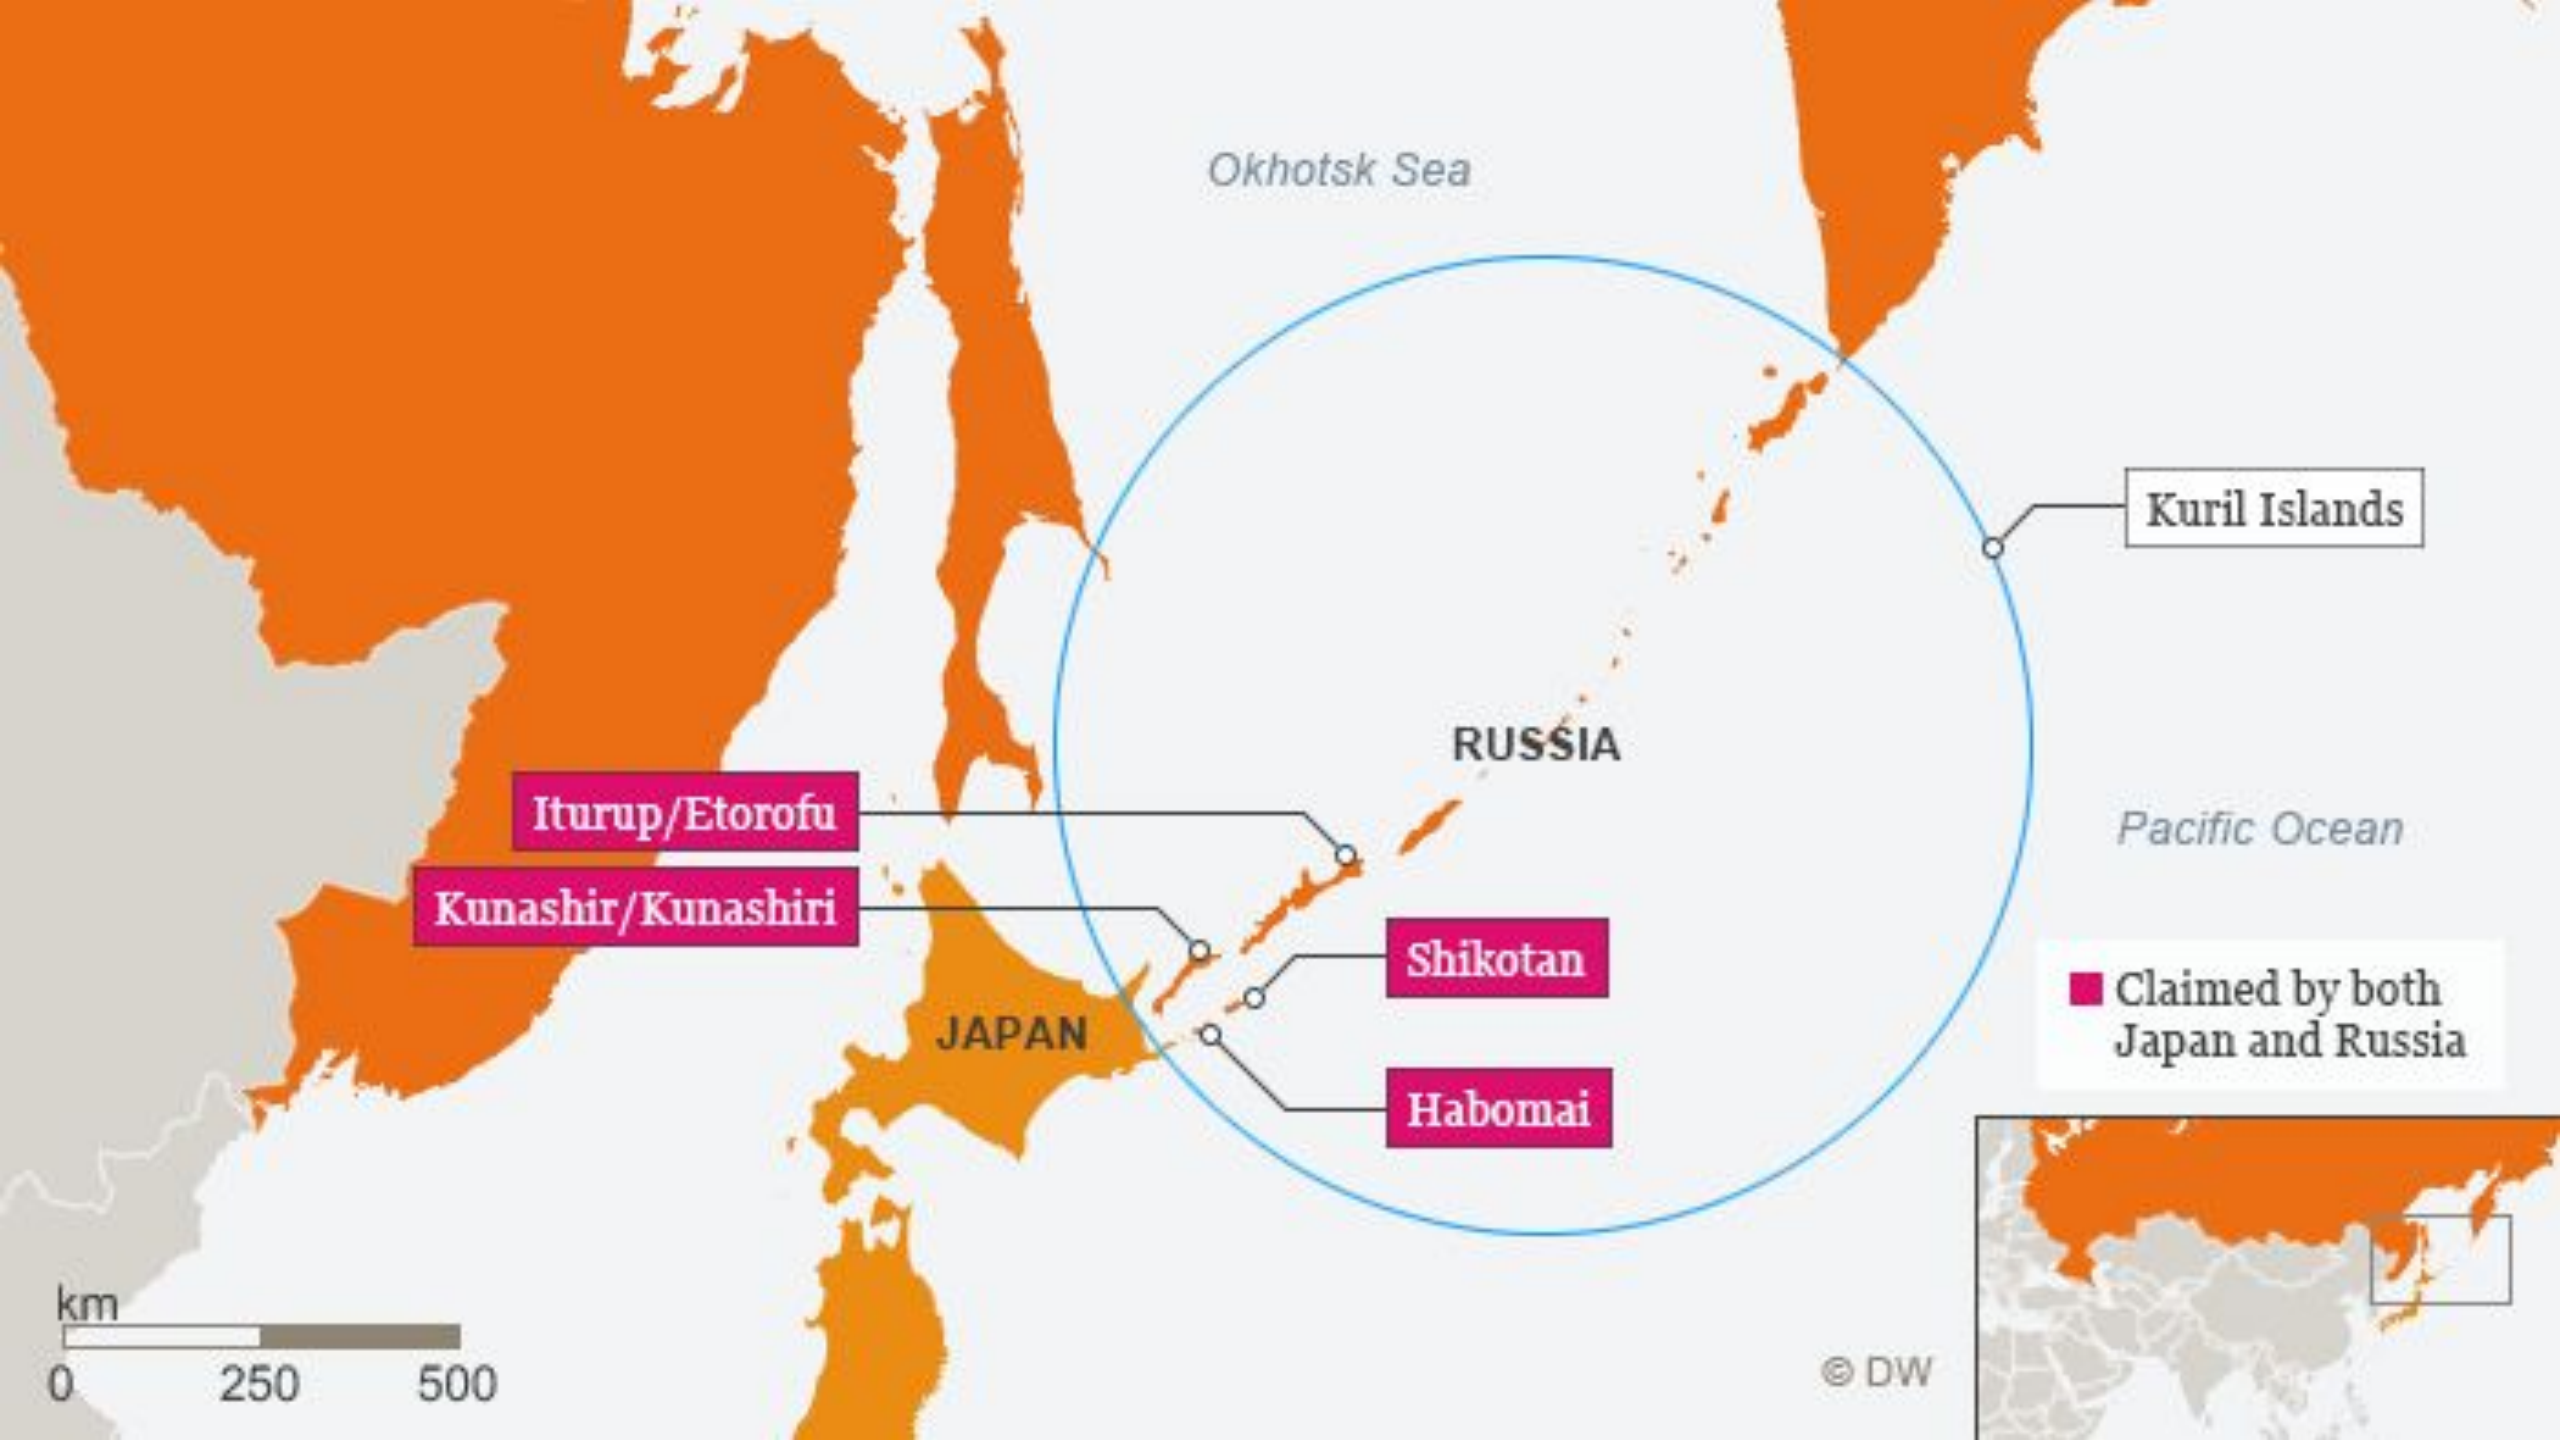 Okhotsk Sea
Kuril Islands
RUSSIA
Iturup/Etorofu
Pacific Ocean
Kunashir/Kunashiri
Shikotan
JAPAN
Claimed by both
Japan and Russia
Habomai
km
0 250 500
© DW